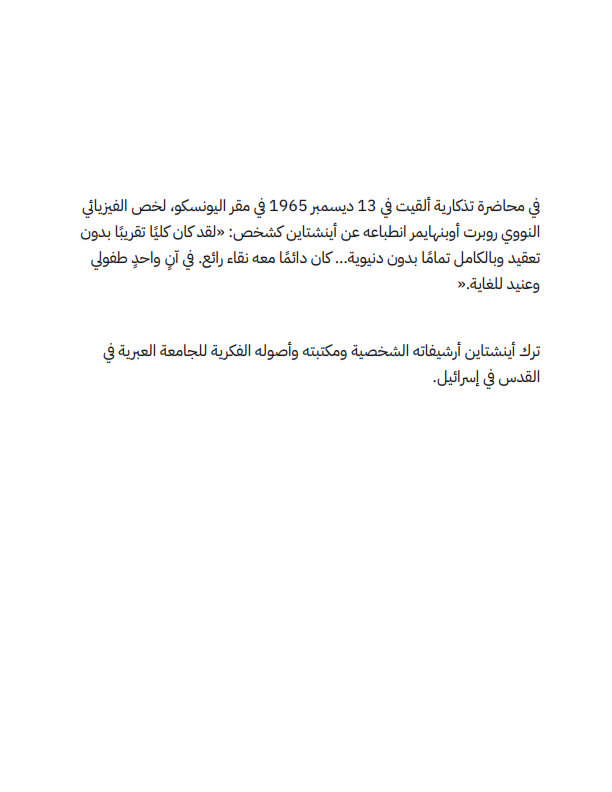 في محاضرة تذكارية ألقيت في 13 ديسمبر 1965 في مقر اليونسكو، لخص الفيزيائي
النووي روبرت أوبنهايمر انطباعه عن أينشتاين كشخص: «لقد كان كليًا تقريبًا بدون
تعقيد وبالكامل تمامًا بدون دنيوية... كان دائمًا معه نقاء رائع. في آنٍ واحدٍ طفولي
وعنيد للغاية.«
ترك أينشتاين أرشيفاته الشخصية ومكتبته وأصوله الفكرية للجامعة العبرية في
القدس في إسرائيل.